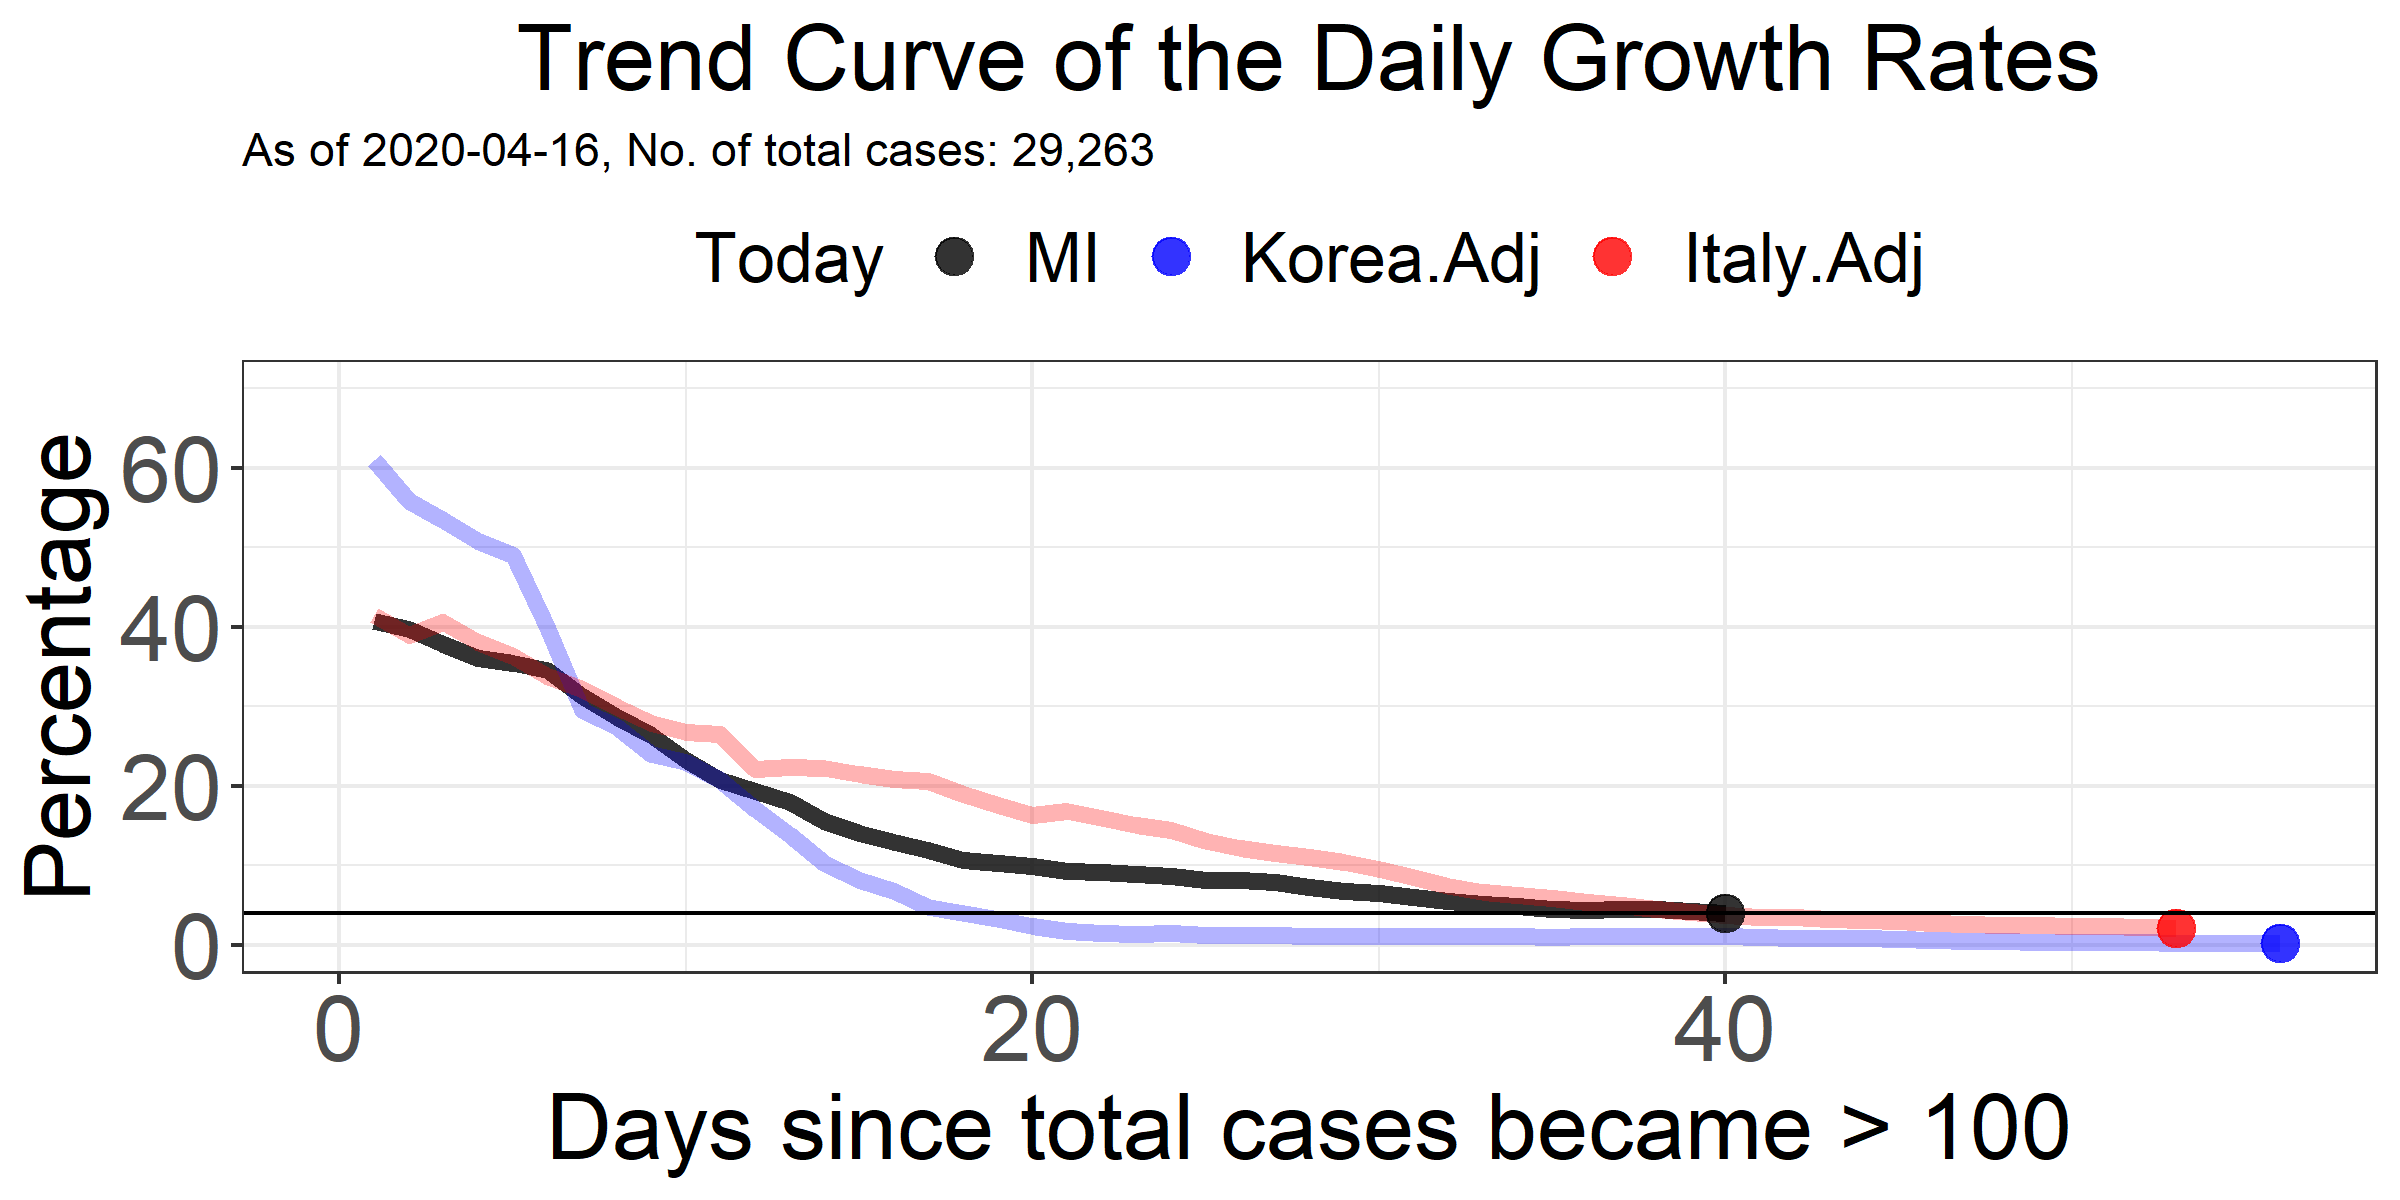 Trend Curve of the Daily Growth Rates
As of 2020-04-16, No. of total cases: 29,263
Today MI Korea.Adj Italy.Adj
Percentage
60
40
20
0
0 20 40
Days since total cases became > 100